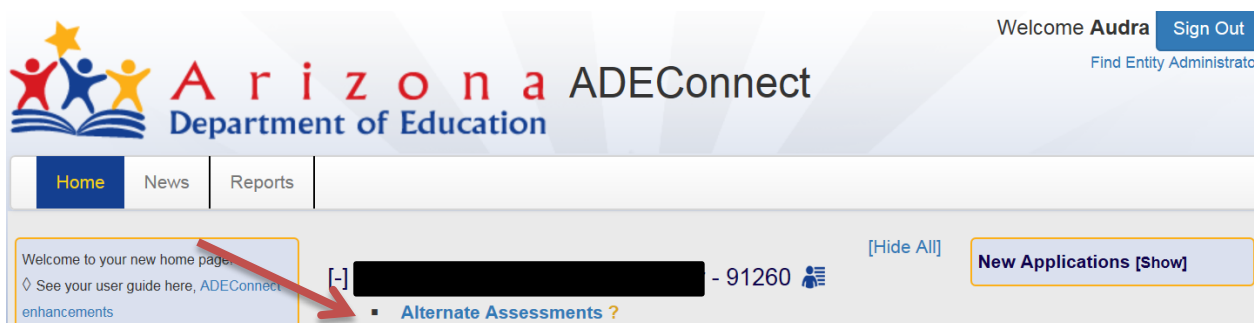 Welcome Audra Sign Out
Find Entity Administrato
Arizona ADEConnect
Department of Education
Home News Reports
Welcome to your new home page.
◊ See your user guide here, ADEConnect
enhancements
[Hide All]
[-] - 91260
▪ Alternate Assessments ?
New Applications [Show]